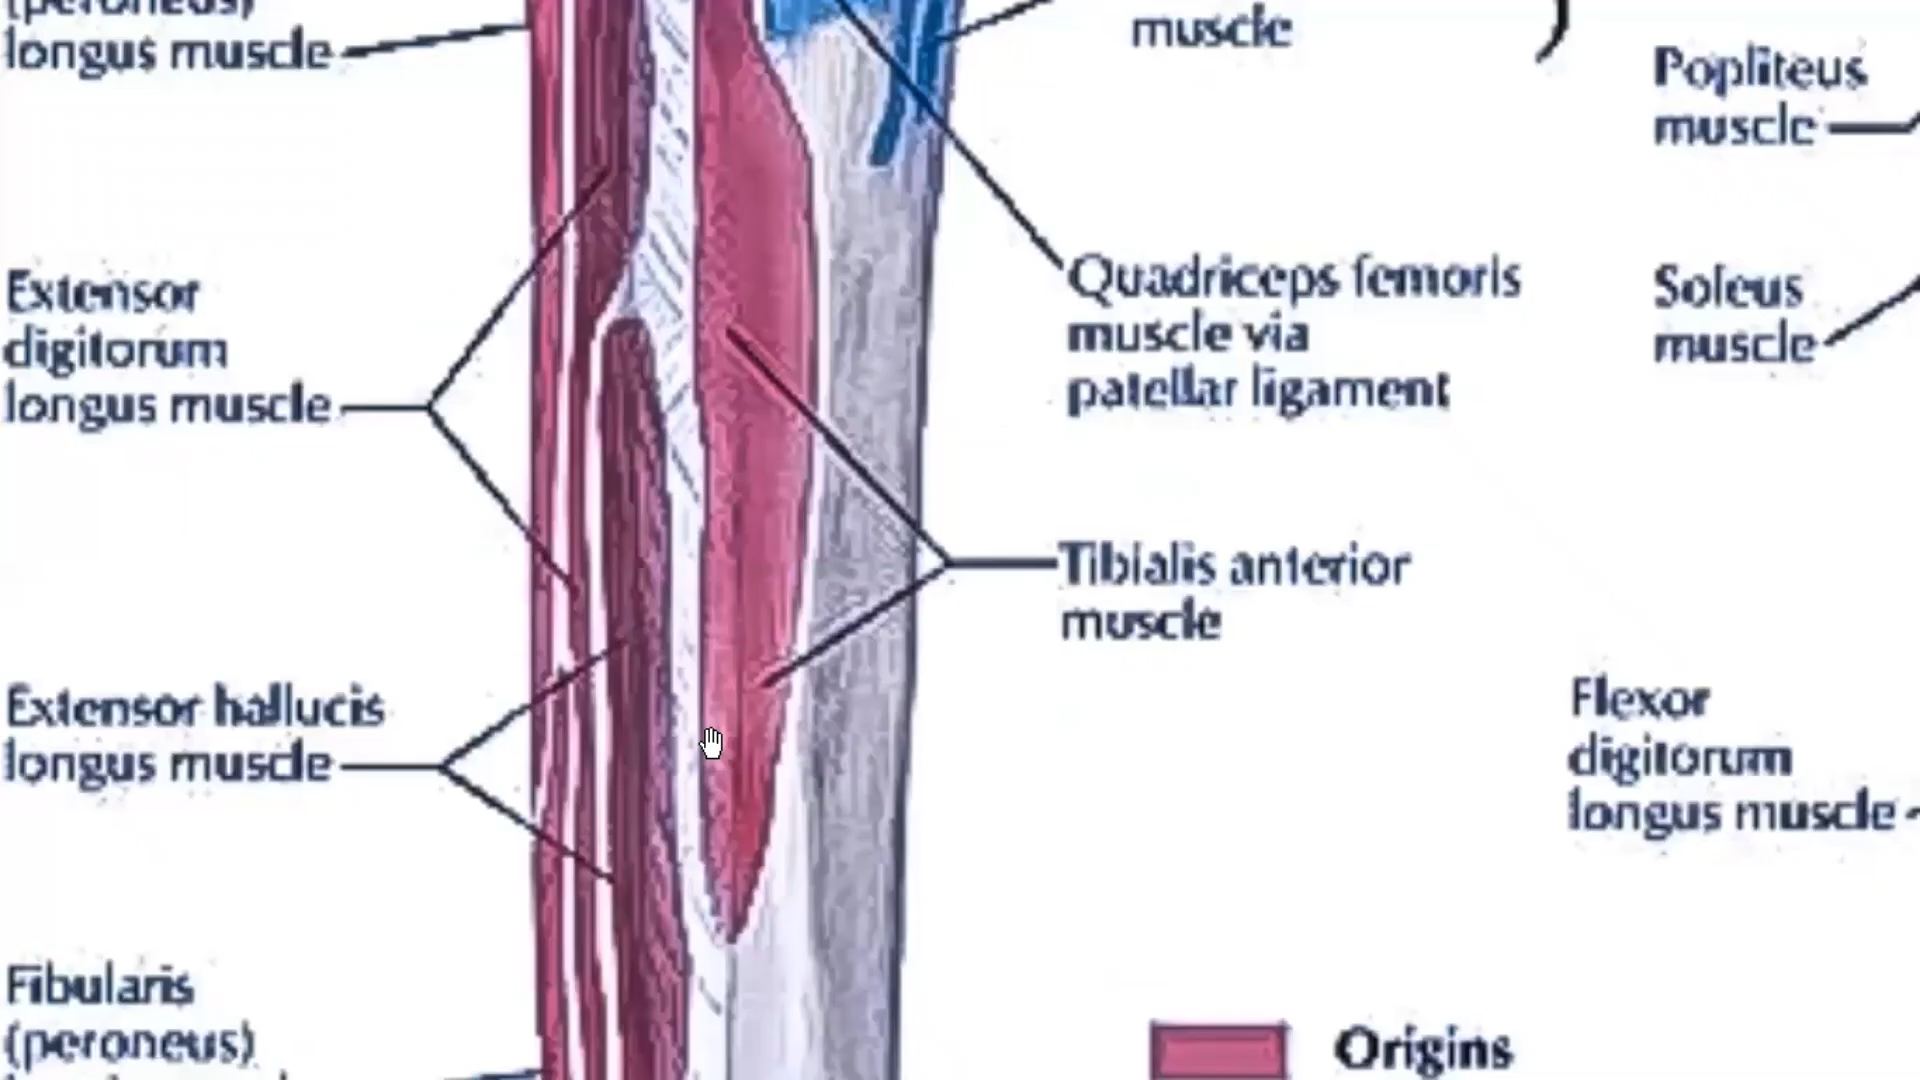 (peroneus)
longus muscle
muscle
Popliteus
muscle
Extensor
digitorum
longus muscle
Quadriceps femoris
muscle via
patellar ligament
Soleus
muscle
Tibialis anterior
muscle
Extensor hallucis
longus muscle
Flexor
digitorum
longus muscle
Fibularis
(peroneus)
Origins